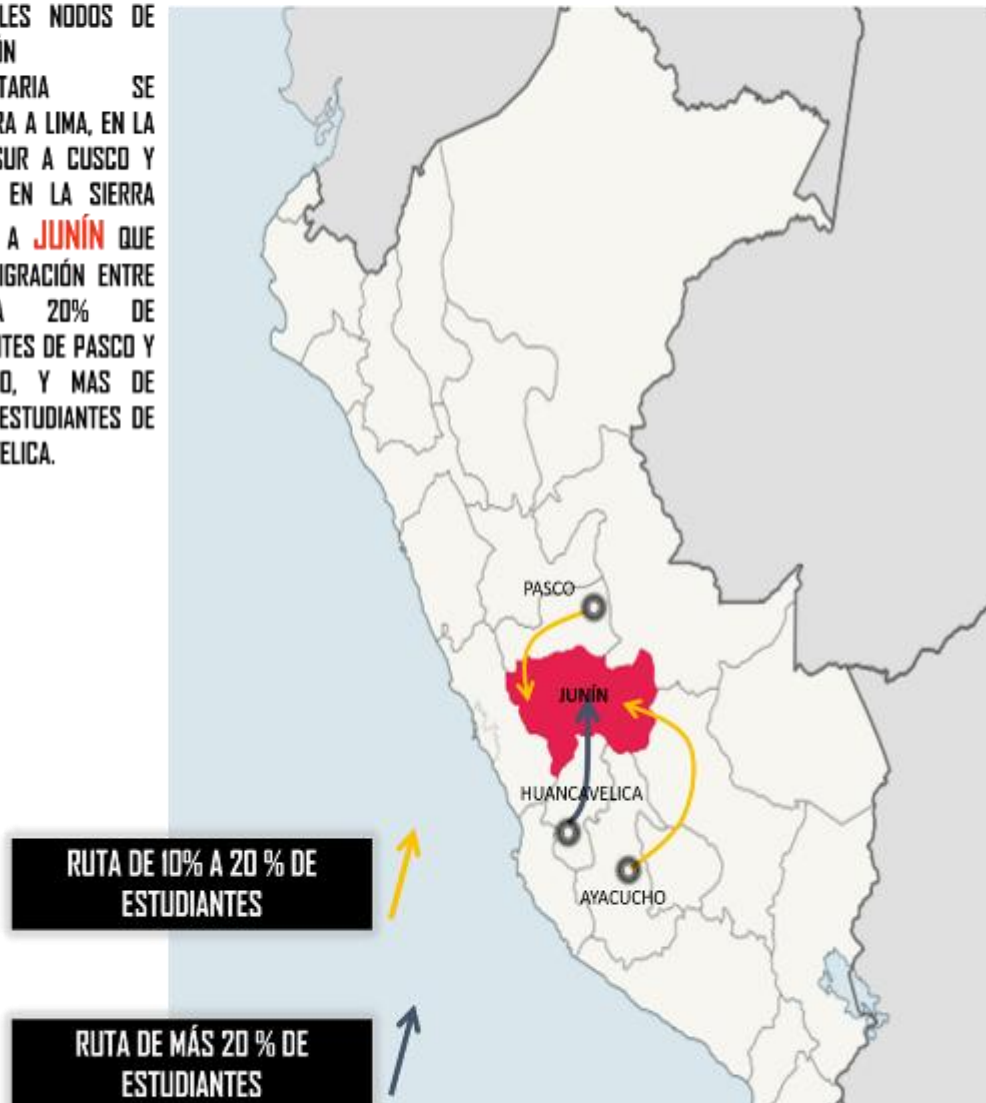 LES NODOS DE
ÓN
TARIA SE
RA A LIMA, EN LA
SUR A CUSCO Y
EN LA SIERRA
A JUNÍN QUE
IGRACIÓN ENTRE
A 20% DE
NTES DE PASCO Y
O, Y MAS DE
ESTUDIANTES DE
ELICA.
PASCO
JUNÍN
HUANCAVELICA
AYACUCHO
RUTA DE 10% A 20 % DE
ESTUDIANTES
RUTA DE MÁS 20 % DE
ESTUDIANTES